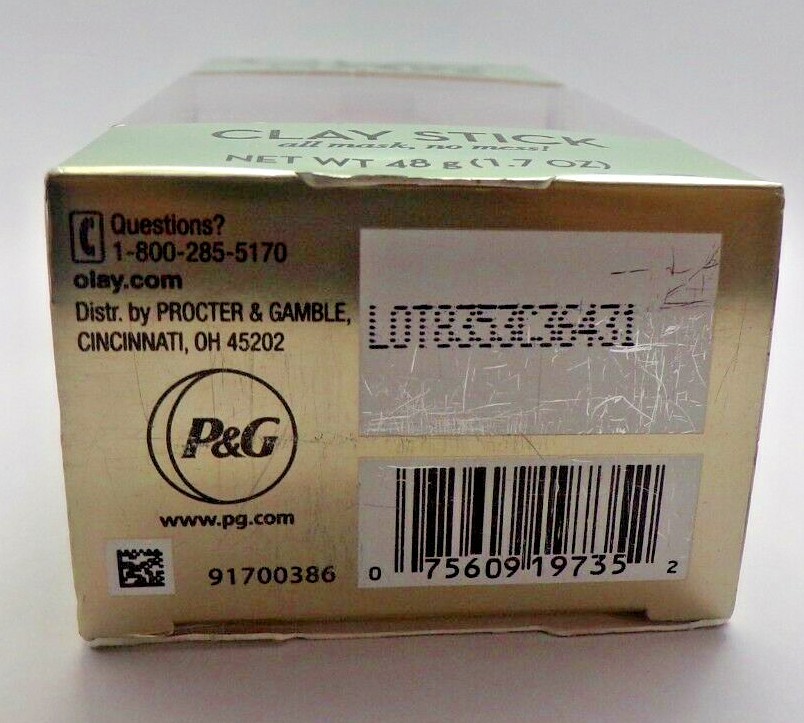 CLAY STICK
all mask, no mess!
NET WT 48 g (1.7 OZ)
Questions?
1-800-285-5170
olay.com
Distr. by PROCTER & GAMBLE,
CINCINNATI, OH 45202
LOT8353C36431
P&G
www.pg.com
91700386
0 75609 19735 2